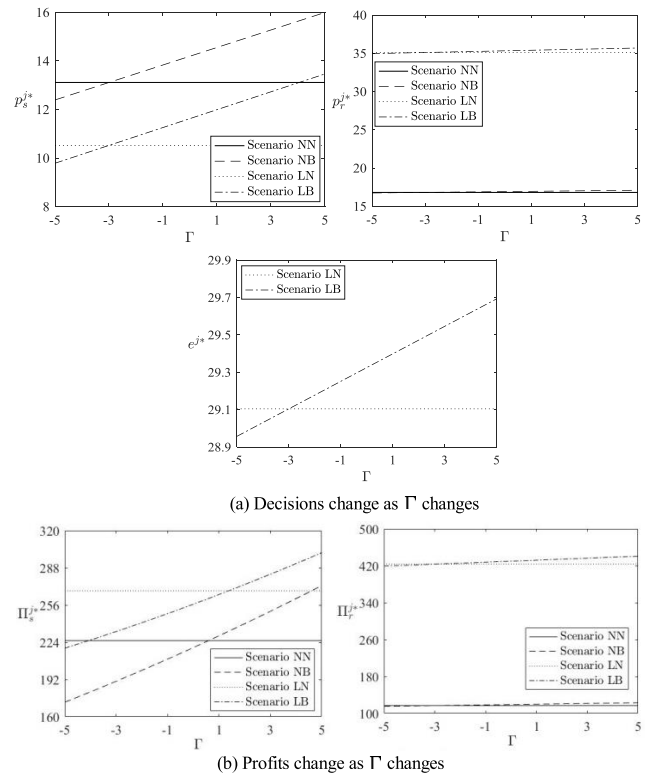 16
14
12
10
8
p_s^{j*}
-5 -3 -1 1 3 5
Γ
Scenario NN
Scenario NB
Scenario LN
Scenario LB
40
35
30
25
20
15
p_r^{j*}
-5 -3 -1 1 3 5
Γ
Scenario NN
Scenario NB
Scenario LN
Scenario LB
29.9
29.7
29.5
29.3
29.1
28.9
e^{j*}
-5 -3 -1 1 3 5
Γ
Scenario LN
Scenario LB
(a) Decisions change as Γ changes
320
288
256
224
192
160
Π_s^{j*}
-5 -3 -1 1 3 5
Γ
Scenario NN
Scenario NB
Scenario LN
Scenario LB
500
420
340
260
180
100
Π_r^{j*}
-5 -3 -1 1 3 5
Γ
Scenario NN
Scenario NB
Scenario LN
Scenario LB
(b) Profits change as Γ changes